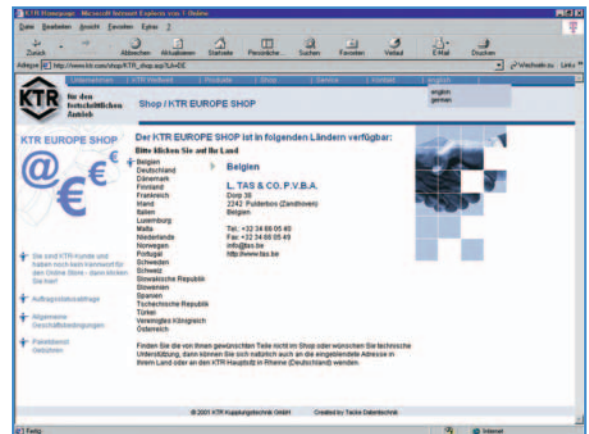 KTR Homepage - Microsoft Internet Explorer von T-Online
Datei Bearbeiten Ansicht Favoriten Extras ?
Zurück Abbrechen Aktualisieren Startseite Persönliche... Suchen Favoriten Verlauf E-Mail Drucken
Adresse http://www.ktr.com/shop/KTR_shop.asp?LA=DE Wechseln zu Links
Unternehmen | KTR Weltweit | Produkte | Shop | Service | Kontakt | english
english
german
KTR
für den
fortschrittlichen
Antrieb
Shop / KTR EUROPE SHOP
KTR EUROPE SHOP
@ € € €
Sie sind KTR-Kunde und
haben noch kein Kennwort für
den Online Store - dann klicken
Sie hier!
Auftragsstatusabfrage
Allgemeine
Geschäftsbedingungen
Paketdienst
Gebühren
Der KTR EUROPE SHOP ist in folgenden Ländern verfügbar:
Bitte klicken Sie auf Ihr Land
Belgien
Deutschland
Dänemark
Finnland
Frankreich
Irland
Italien
Luxemburg
Malta
Niederlande
Norwegen
Portugal
Schweden
Schweiz
Slowakische Republik
Slowenien
Spanien
Tschechische Republik
Türkei
Vereinigtes Königreich
Österreich
Belgien
L. TAS & CO. P.V.B.A.
Dorp 38
2242 Pulderbos (Zandhoven)
Belgien
Tel.: +32 34 66 05 40
Fax: +32 34 66 05 49
info@tas.be
http://www.tas.be
Finden Sie die von Ihnen gewünschten Teile nicht im Shop oder wünschen Sie technische
Unterstützung, dann können Sie sich natürlich auch an die eingeblendete Adresse in
Ihrem Land oder an den KTR Hauptsitz in Rheine (Deutschland) wenden.
© 2001 KTR Kupplungstechnik GmbH Created by Tacke Datentechnik
Fertig Internet